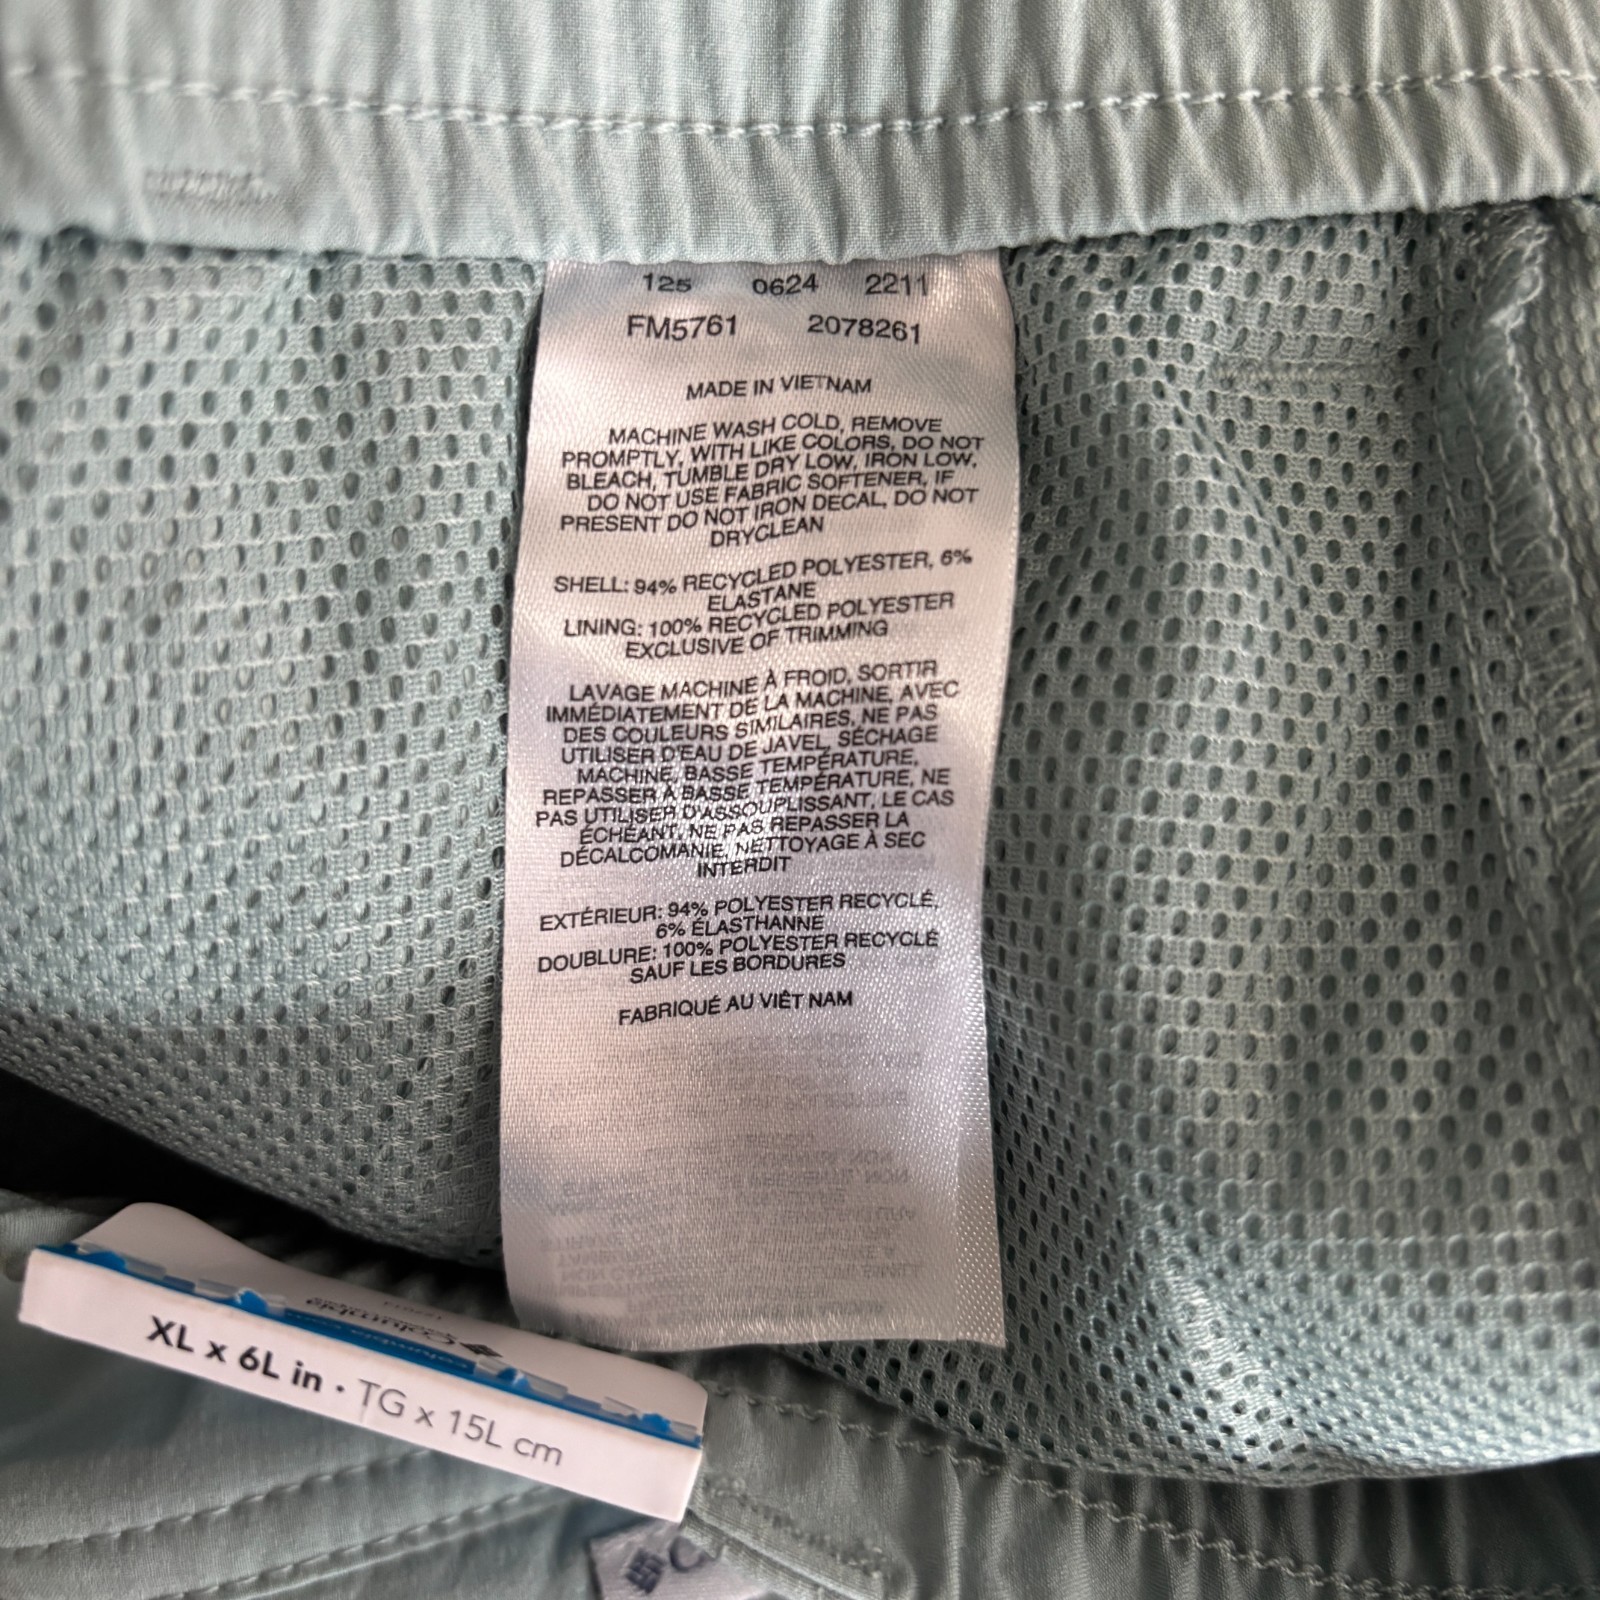 125 0624 2211
FM5761 2078261
MADE IN VIETNAM
MACHINE WASH COLD, REMOVE
PROMPTLY, WITH LIKE COLORS, DO NOT
BLEACH, TUMBLE DRY LOW, IRON LOW,
DO NOT USE FABRIC SOFTENER, IF
PRESENT DO NOT IRON DECAL, DO NOT
DRYCLEAN
SHELL: 94% RECYCLED POLYESTER, 6%
ELASTANE
LINING: 100% RECYCLED POLYESTER
EXCLUSIVE OF TRIMMING
LAVAGE MACHINE À FROID, SORTIR
IMMÉDIATEMENT DE LA MACHINE, AVEC
DES COULEURS SIMILAIRES, NE PAS
UTILISER D'EAU DE JAVEL, SÉCHAGE
MACHINE, BASSE TEMPÉRATURE,
REPASSER À BASSE TEMPÉRATURE, NE
PAS UTILISER D'ASSOUPLISSANT, LE CAS
ÉCHÉANT, NE PAS REPASSER LA
DÉCALCOMANIE, NETTOYAGE À SEC
INTERDIT
EXTÉRIEUR: 94% POLYESTER RECYCLÉ,
6% ÉLASTHANNE
DOUBLURE: 100% POLYESTER RECYCLÉ
SAUF LES BORDURES
FABRIQUÉ AU VIÊT NAM
Columbia
XL x 6L in • TG x 15L cm